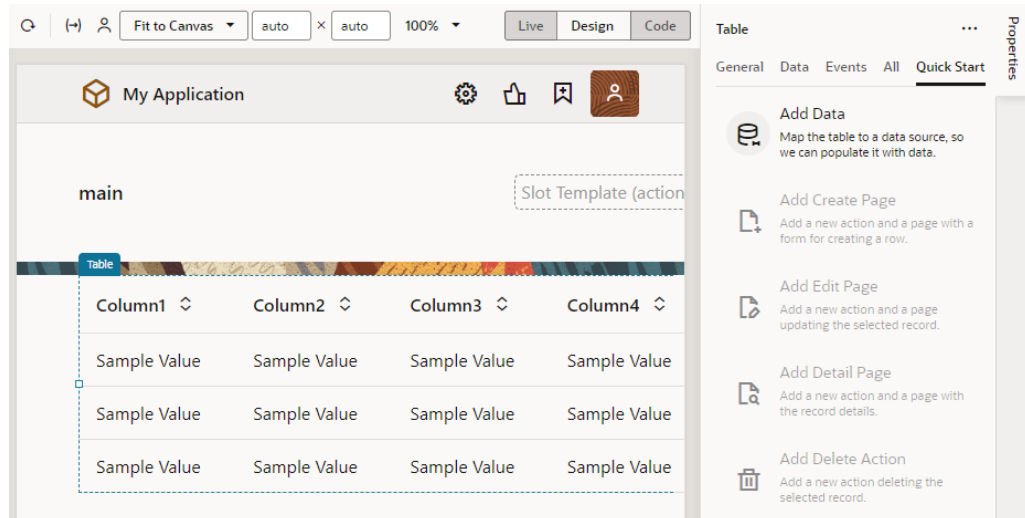 Fit to Canvas auto × auto 100% Live Design Code
My Application
main
Slot Template (action
Table
Column1 Column2 Column3 Column4
Sample Value Sample Value Sample Value Sample Value
Sample Value Sample Value Sample Value Sample Value
Sample Value Sample Value Sample Value Sample Value
Table
General Data Events All Quick Start
Add Data
Map the table to a data source, so
we can populate it with data.
Add Create Page
Add a new action and a page with a
form for creating a row.
Add Edit Page
Add a new action and a page
updating the selected record.
Add Detail Page
Add a new action and a page with
the record details.
Add Delete Action
Add a new action deleting the
selected record.
Properties